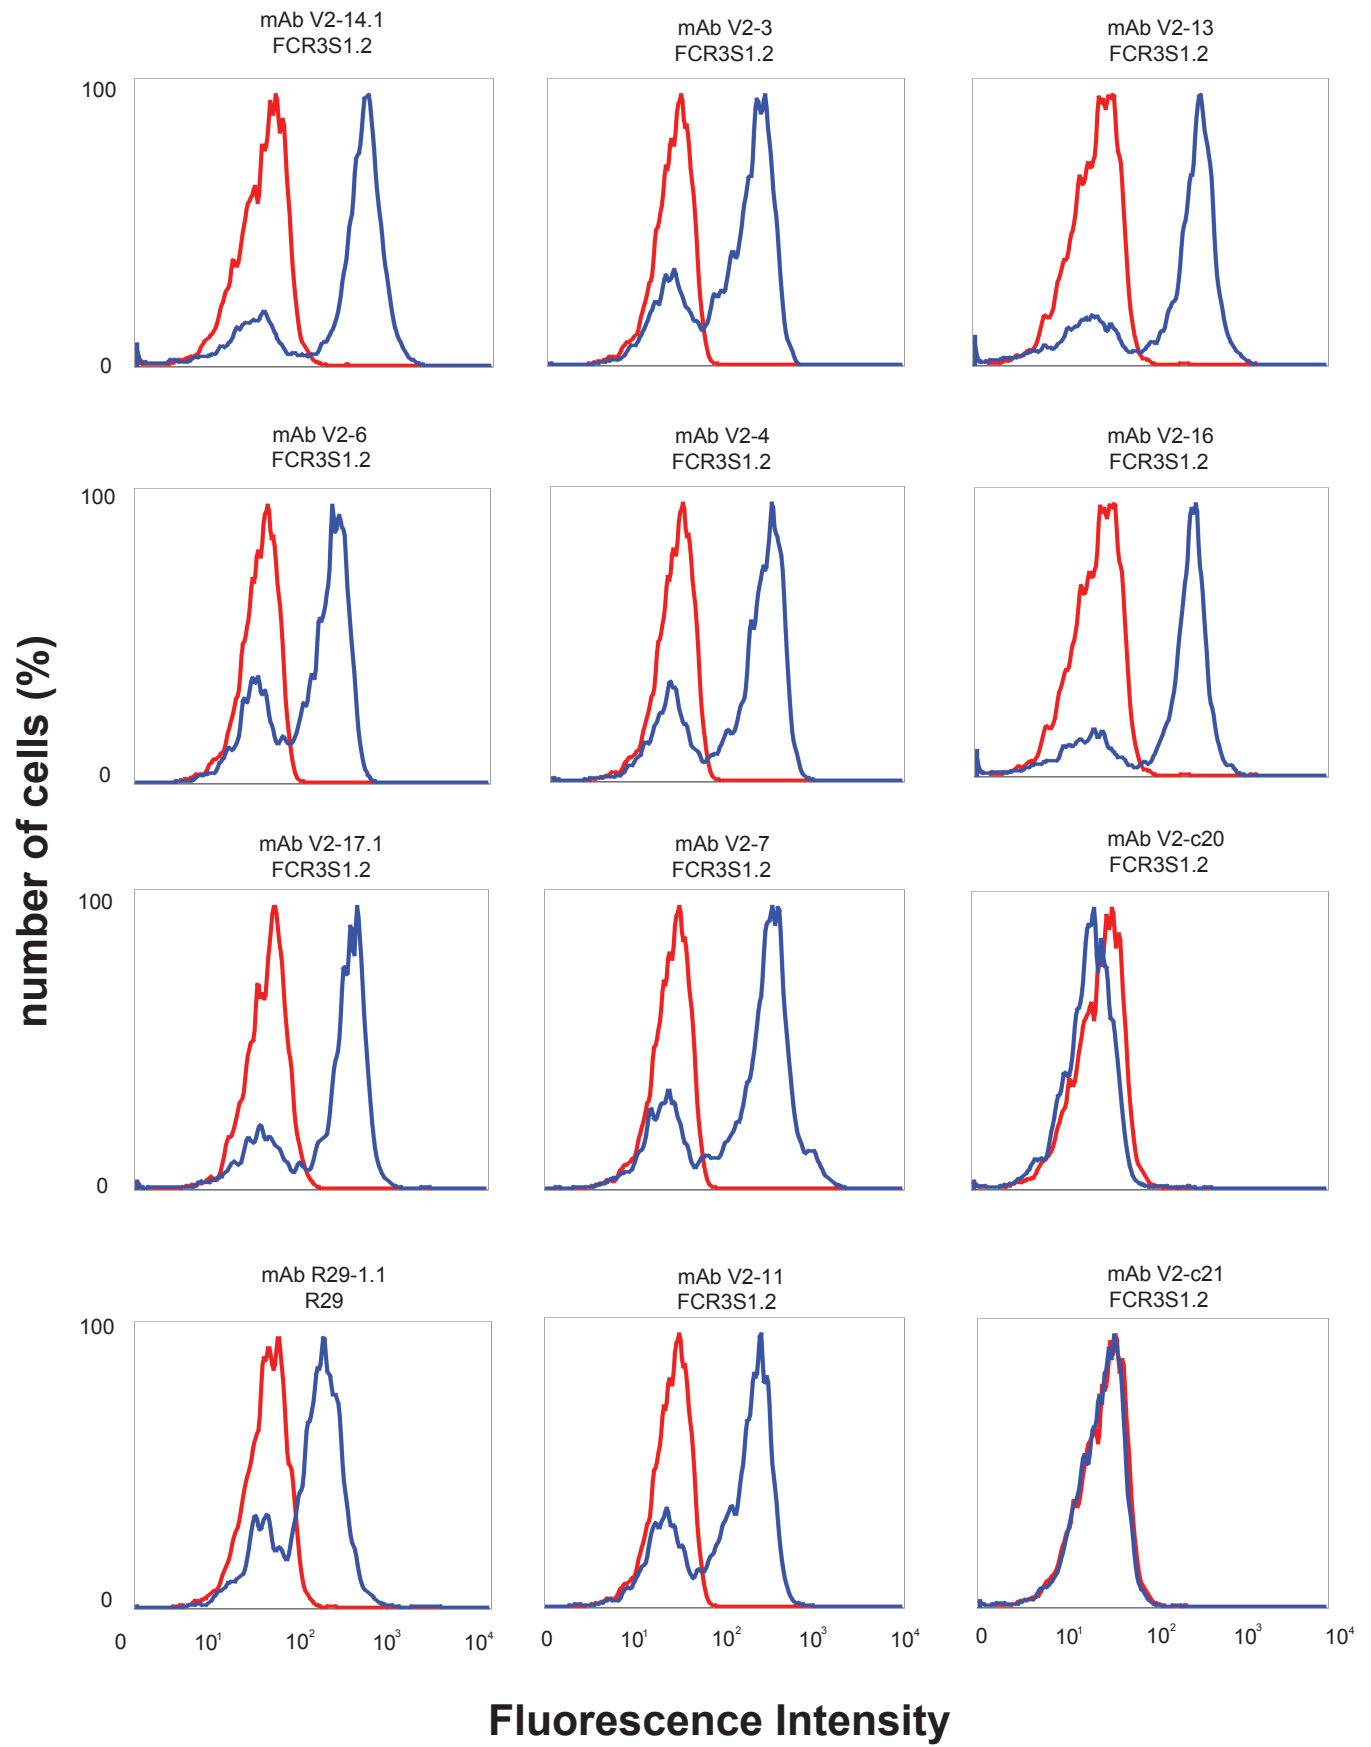 mAb V2-14.1
FCR3S1.2
mAb V2-3
FCR3S1.2
mAb V2-13
FCR3S1.2
100
0
mAb V2-6
FCR3S1.2
mAb V2-4
FCR3S1.2
mAb V2-16
FCR3S1.2
100
0
number of cells (%)
mAb V2-17.1
FCR3S1.2
mAb V2-7
FCR3S1.2
mAb V2-c20
FCR3S1.2
100
0
mAb R29-1.1
R29
mAb V2-11
FCR3S1.2
mAb V2-c21
FCR3S1.2
100
0
0 10¹ 10² 10³ 10⁴
0 10¹ 10² 10³ 10⁴
0 10¹ 10² 10³ 10⁴
Fluorescence Intensity